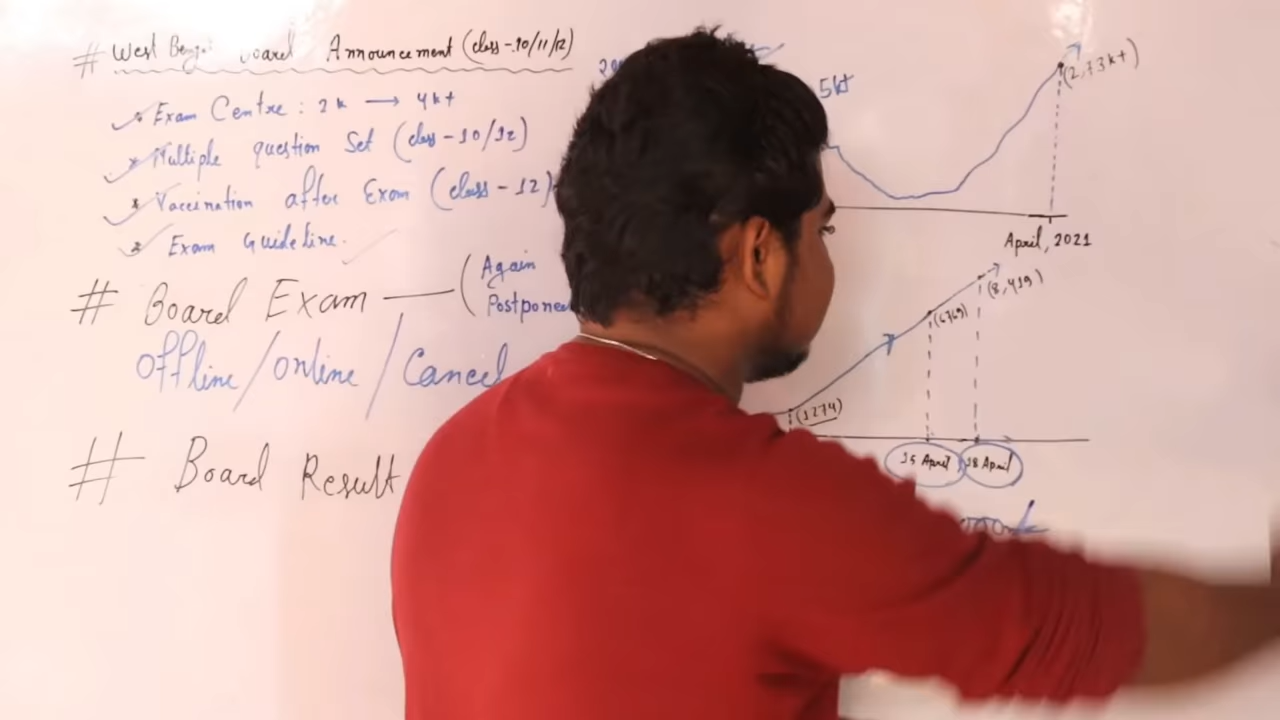 # West Board Announcement (class-10/11/12)
* Exam Centre : 2k → 4k+
* Multiple question Set (class-10/12)
* Vaccination after Exam (class-12)
* Exam Guideline.
# Board Exam — (Again
Postponed
Offline/online/Cancel
# Board Result
(2,73k+)
April, 2021
(8,419)
(6769)
(1274)
15 April
18 April